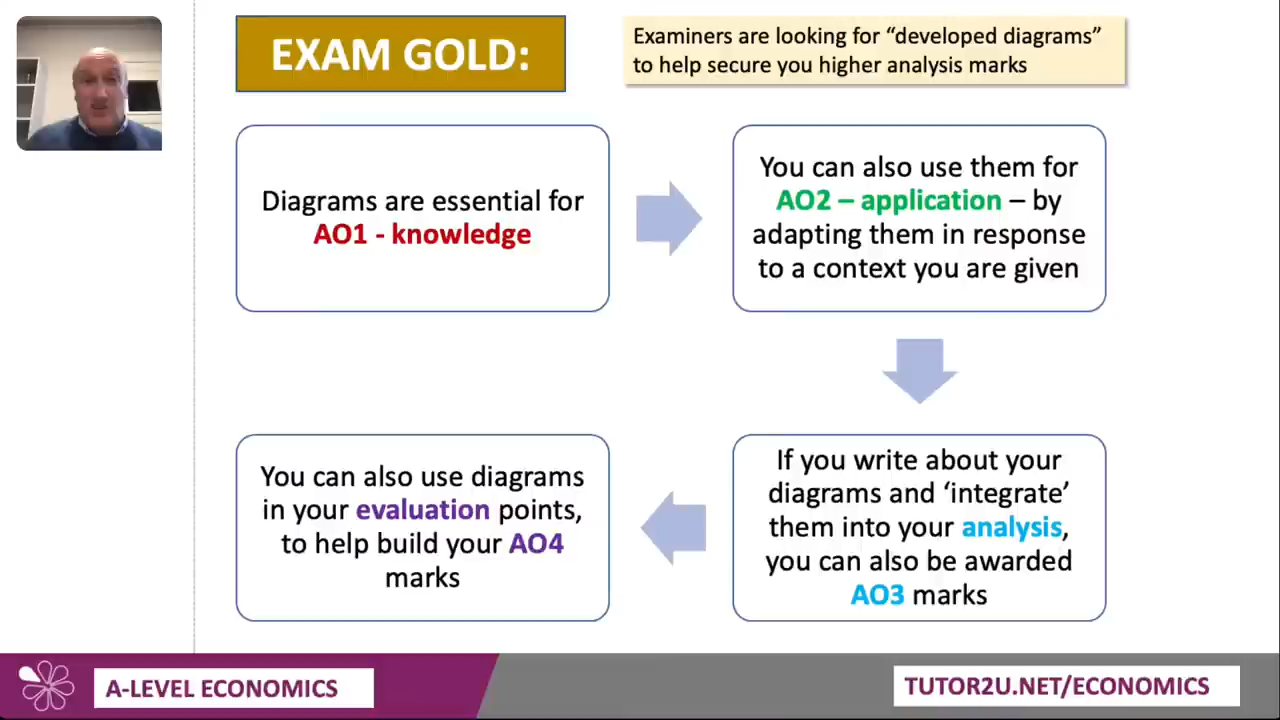 EXAM GOLD:
Examiners are looking for “developed diagrams”
to help secure you higher analysis marks
Diagrams are essential for
AO1 - knowledge
You can also use them for
AO2 – application – by
adapting them in response
to a context you are given
If you write about your
diagrams and ‘integrate’
them into your analysis,
you can also be awarded
AO3 marks
You can also use diagrams
in your evaluation points,
to help build your AO4
marks
A-LEVEL ECONOMICS
TUTOR2U.NET/ECONOMICS